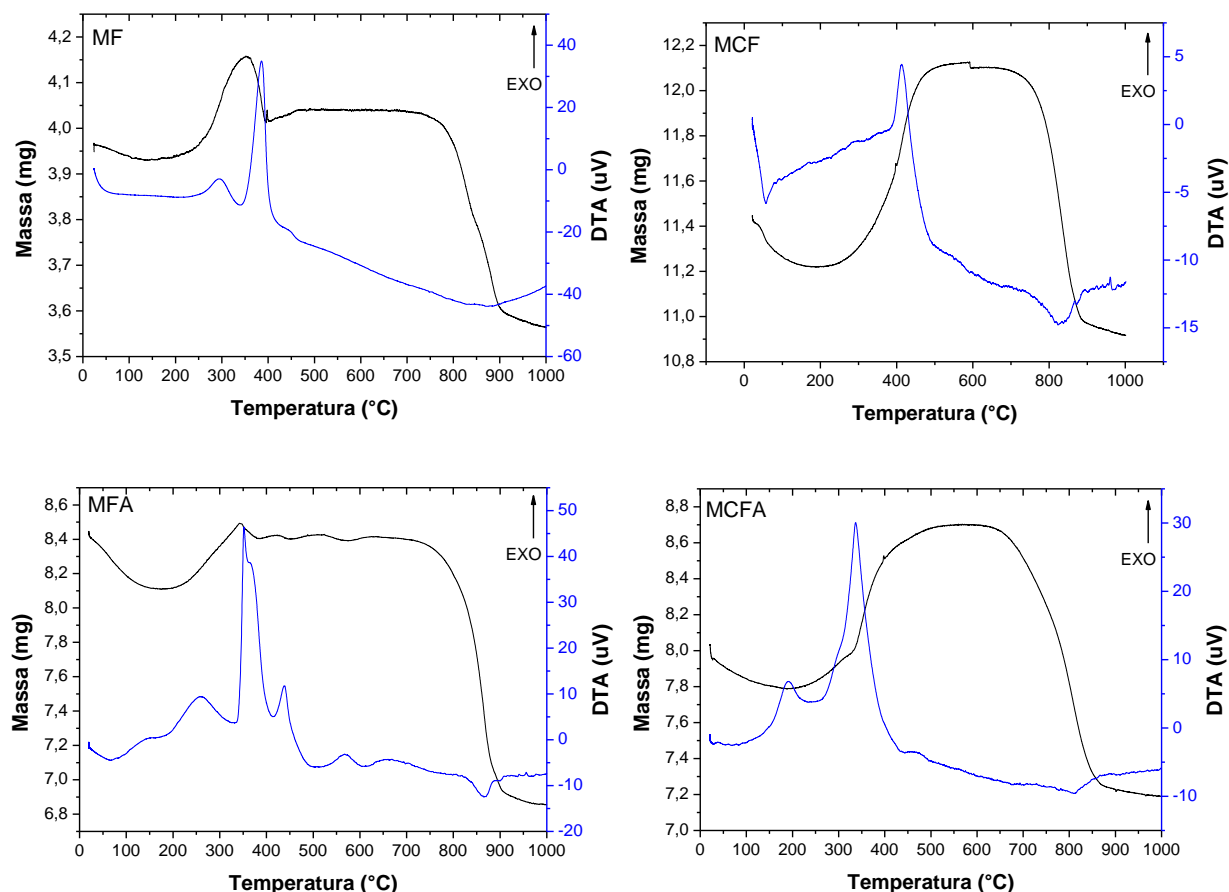 MF
EXO
4,2
4,1
4,0
3,9
3,8
3,7
3,6
3,5
Massa (mg)
40
20
0
-20
-40
-60
DTA (uV)
0 100 200 300 400 500 600 700 800 900 1000
Temperatura (°C)
MCF
EXO
12,2
12,0
11,8
11,6
11,4
11,2
11,0
10,8
Massa (mg)
5
0
-5
-10
-15
DTA (uV)
0 200 400 600 800 1000
Temperatura (°C)
MFA
EXO
8,6
8,4
8,2
8,0
7,8
7,6
7,4
7,2
7,0
6,8
Massa (mg)
50
40
30
20
10
0
-10
-20
DTA (uV)
0 100 200 300 400 500 600 700 800 900 1000
Temperatura (°C)
MCFA
EXO
8,8
8,6
8,4
8,2
8,0
7,8
7,6
7,4
7,2
7,0
Massa (mg)
30
20
10
0
-10
DTA (uV)
0 100 200 300 400 500 600 700 800 900 1000
Temperatura (°C)